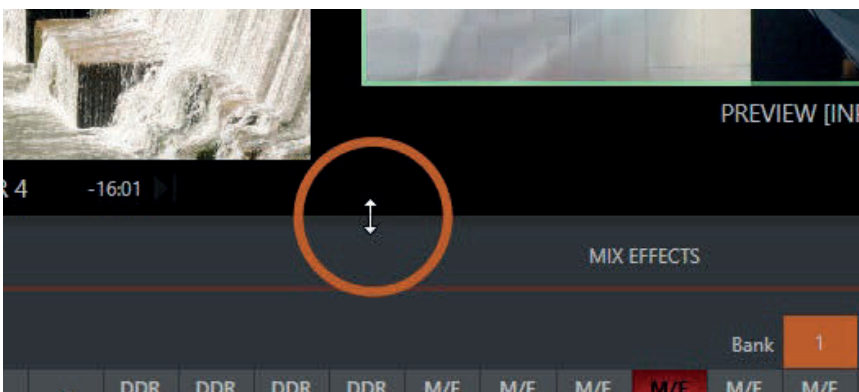 R 4 -16:01
PREVIEW [IN
MIX EFFECTS
Bank 1
DDR DDR DDR DDR M/E M/E M/E M/E M/E M/E